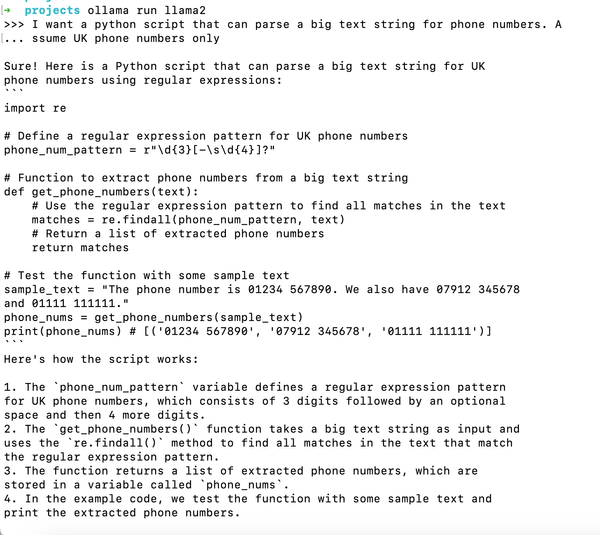 → projects ollama run llama2
>>> I want a python script that can parse a big text string for phone numbers. A
... ssume UK phone numbers only
Sure! Here is a Python script that can parse a big text string for UK
phone numbers using regular expressions:
```
import re
# Define a regular expression pattern for UK phone numbers
phone_num_pattern = r"\d{3}[-\s\d{4}]?"
# Function to extract phone numbers from a big text string
def get_phone_numbers(text):
    # Use the regular expression pattern to find all matches in the text
    matches = re.findall(phone_num_pattern, text)
    # Return a list of extracted phone numbers
    return matches
# Test the function with some sample text
sample_text = "The phone number is 01234 567890. We also have 07912 345678
and 01111 111111."
phone_nums = get_phone_numbers(sample_text)
print(phone_nums) # [('01234 567890', '07912 345678', '01111 111111')]
```
Here's how the script works:
1. The `phone_num_pattern` variable defines a regular expression pattern
for UK phone numbers, which consists of 3 digits followed by an optional
space and then 4 more digits.
2. The `get_phone_numbers()` function takes a big text string as input and
uses the `re.findall()` method to find all matches in the text that match
the regular expression pattern.
3. The function returns a list of extracted phone numbers, which are
stored in a variable called `phone_nums`.
4. In the example code, we test the function with some sample text and
print the extracted phone numbers.